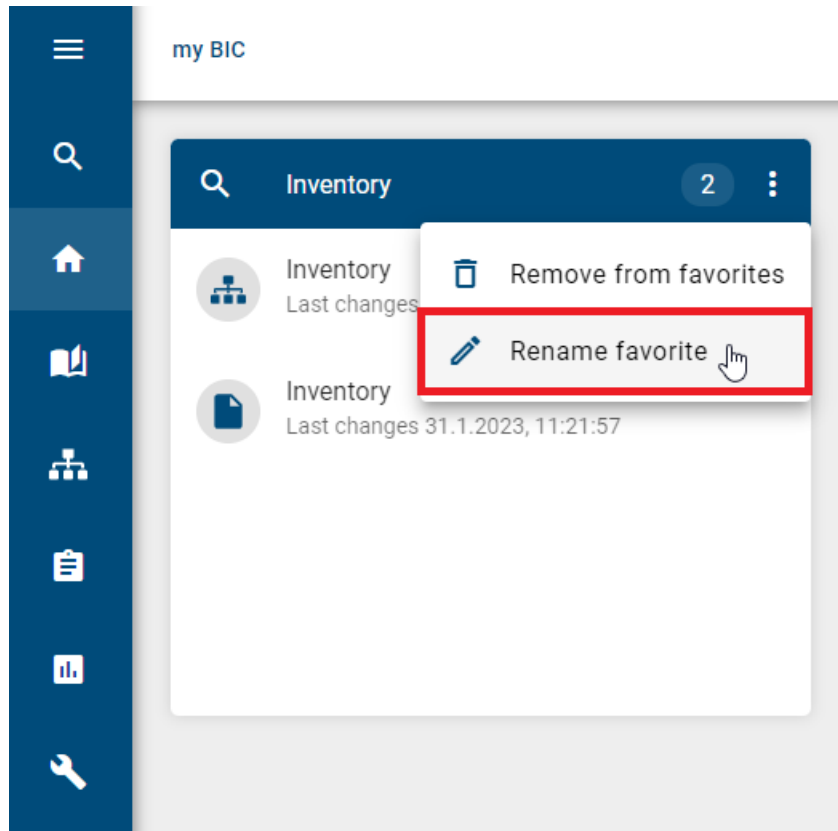 my BIC
Inventory 2
Inventory
Last changes
Remove from favorites
Rename favorite
Inventory
Last changes 31.1.2023, 11:21:57